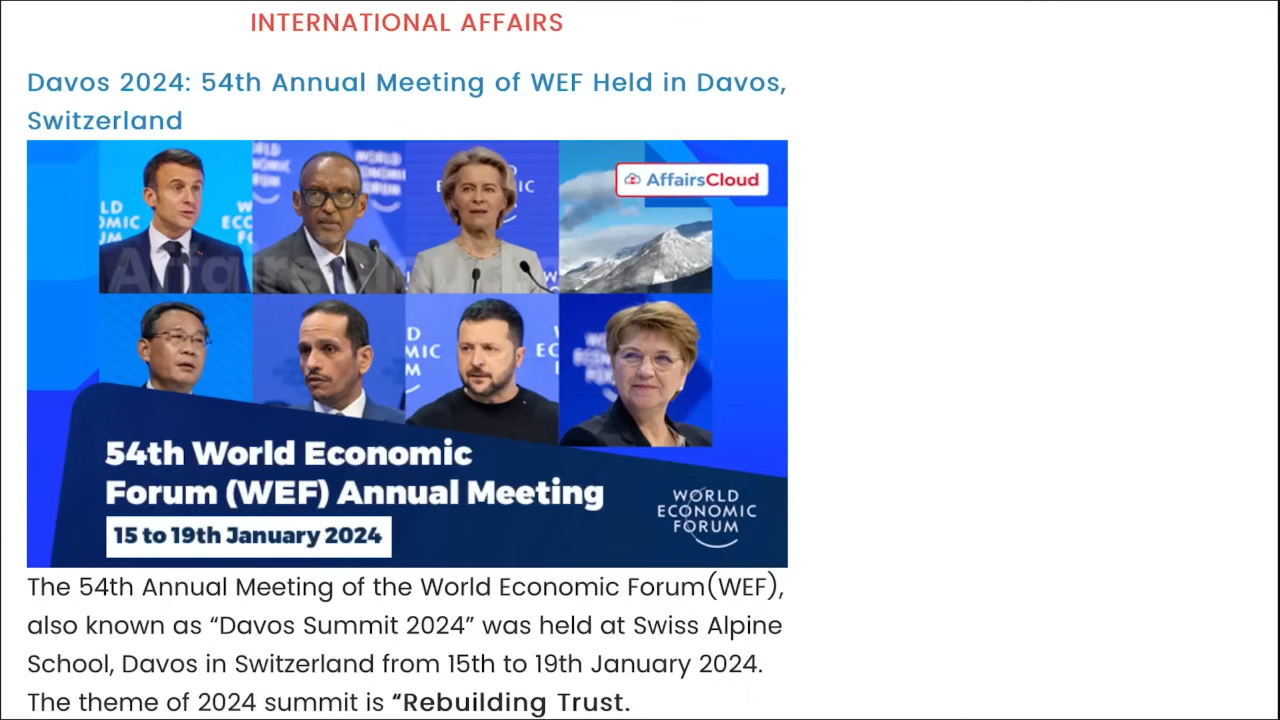 INTERNATIONAL AFFAIRS
Davos 2024: 54th Annual Meeting of WEF Held in Davos,
Switzerland
AffairsCloud
54th World Economic
Forum (WEF) Annual Meeting
15 to 19th January 2024
WORLD
ECONOMIC
FORUM
The 54th Annual Meeting of the World Economic Forum(WEF),
also known as “Davos Summit 2024” was held at Swiss Alpine
School, Davos in Switzerland from 15th to 19th January 2024.
The theme of 2024 summit is “Rebuilding Trust.